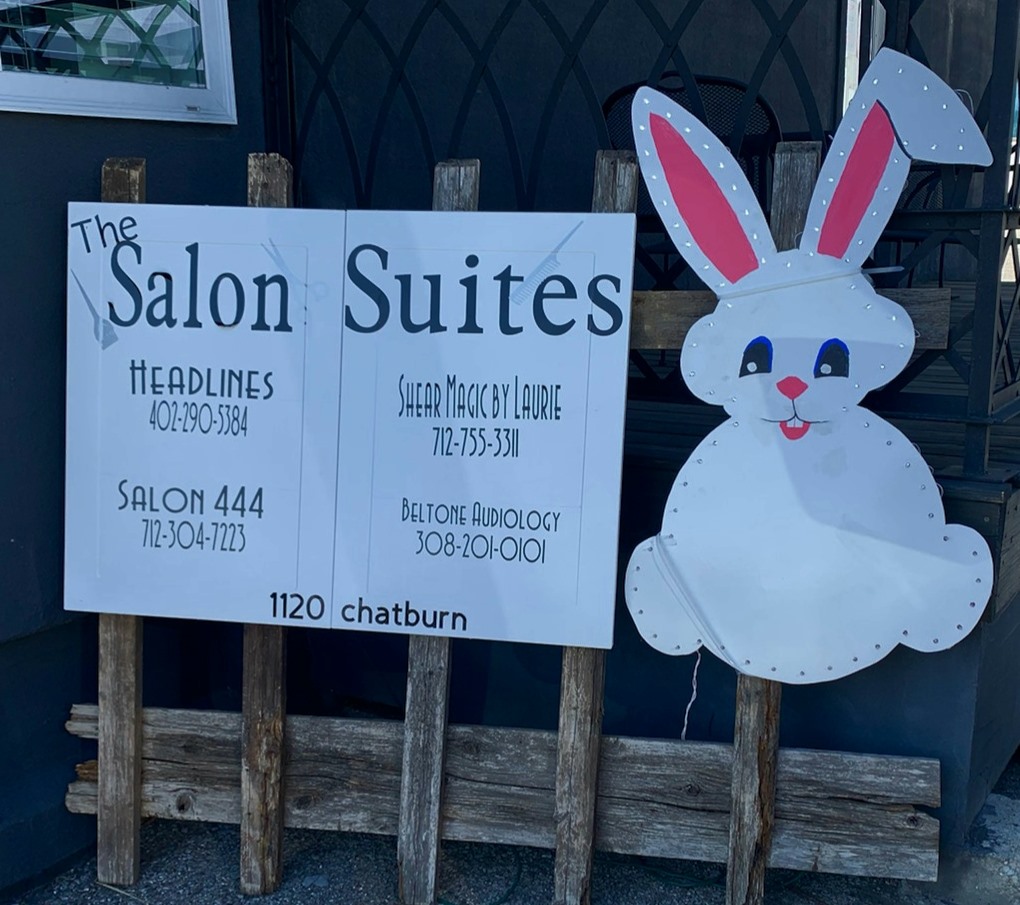 The
Salon Suites
HEADLINES
402-290-5384
SALON 444
712-304-7223
SHEAR MAGIC BY LAURIE
712-755-3311
BELTONE AUDIOLOGY
308-201-0101
1120 chatburn